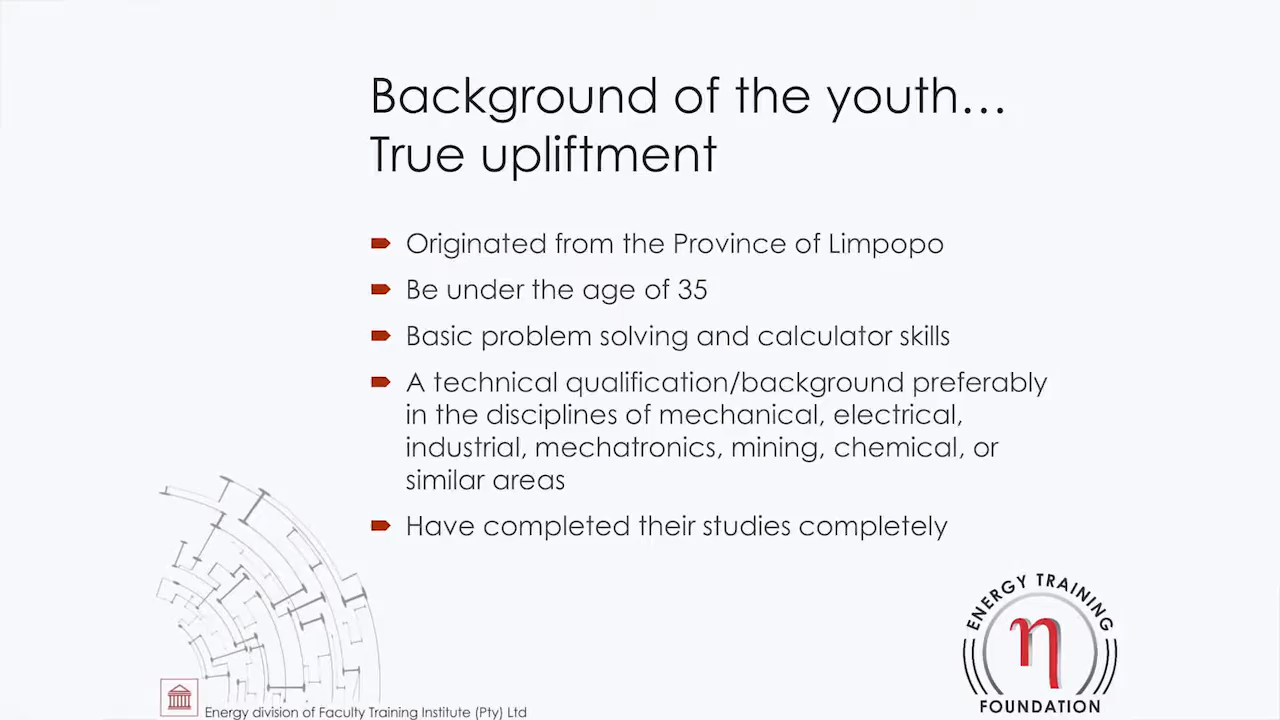 Background of the youth…
True upliftment
Originated from the Province of Limpopo
Be under the age of 35
Basic problem solving and calculator skills
A technical qualification/background preferably
in the disciplines of mechanical, electrical,
industrial, mechatronics, mining, chemical, or
similar areas
Have completed their studies completely
ENERGY TRAINING
η
FOUNDATION
Energy division of Faculty Training Institute (Pty) Ltd